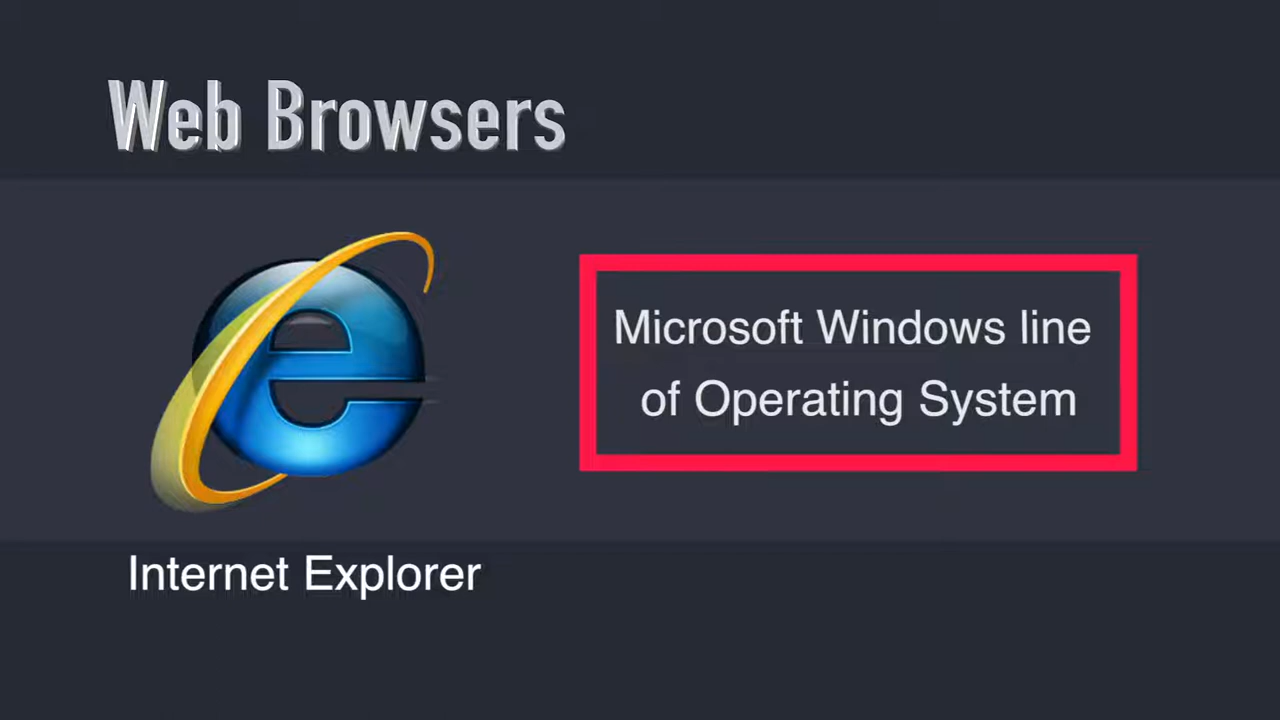 Web Browsers
Microsoft Windows line
of Operating System
Internet Explorer